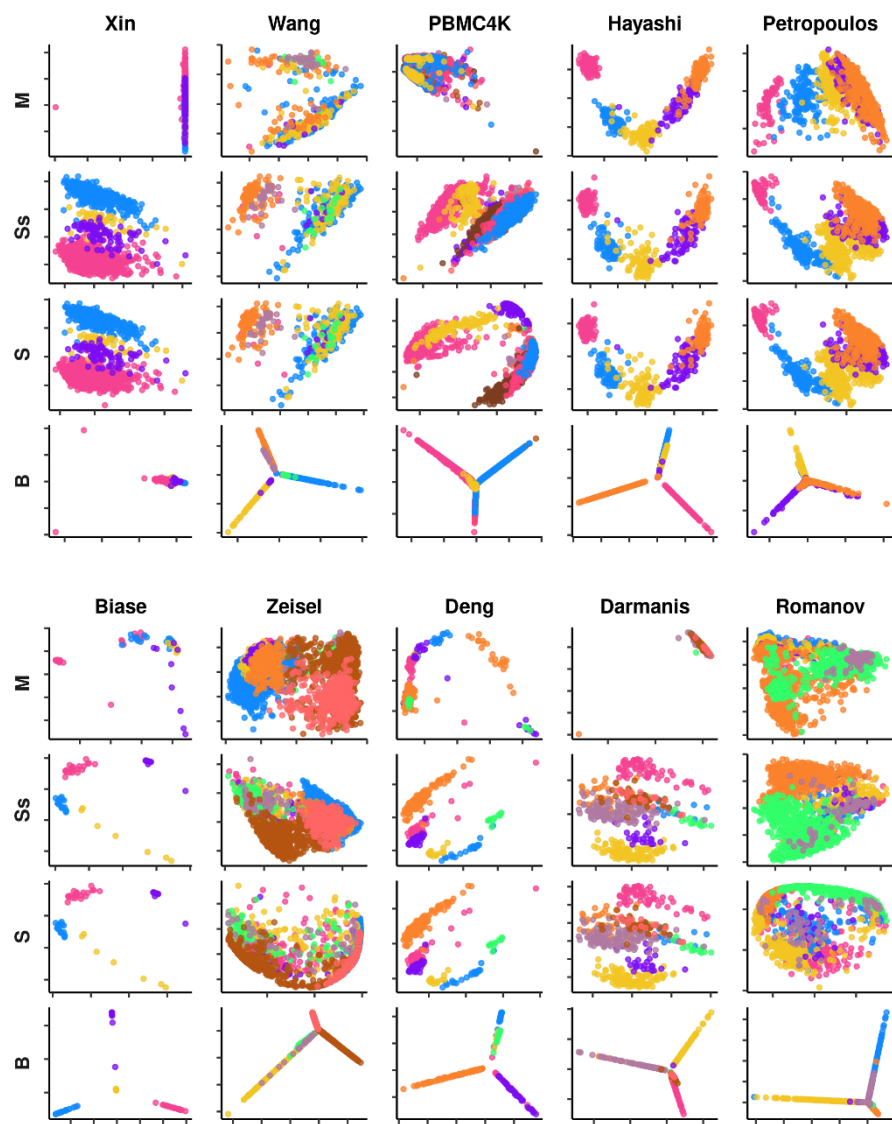 Xin Wang PBMC4K Hayashi Petropoulos
M
Ss
S
B
Biase Zeisel Deng Darmanis Romanov
M
Ss
S
B